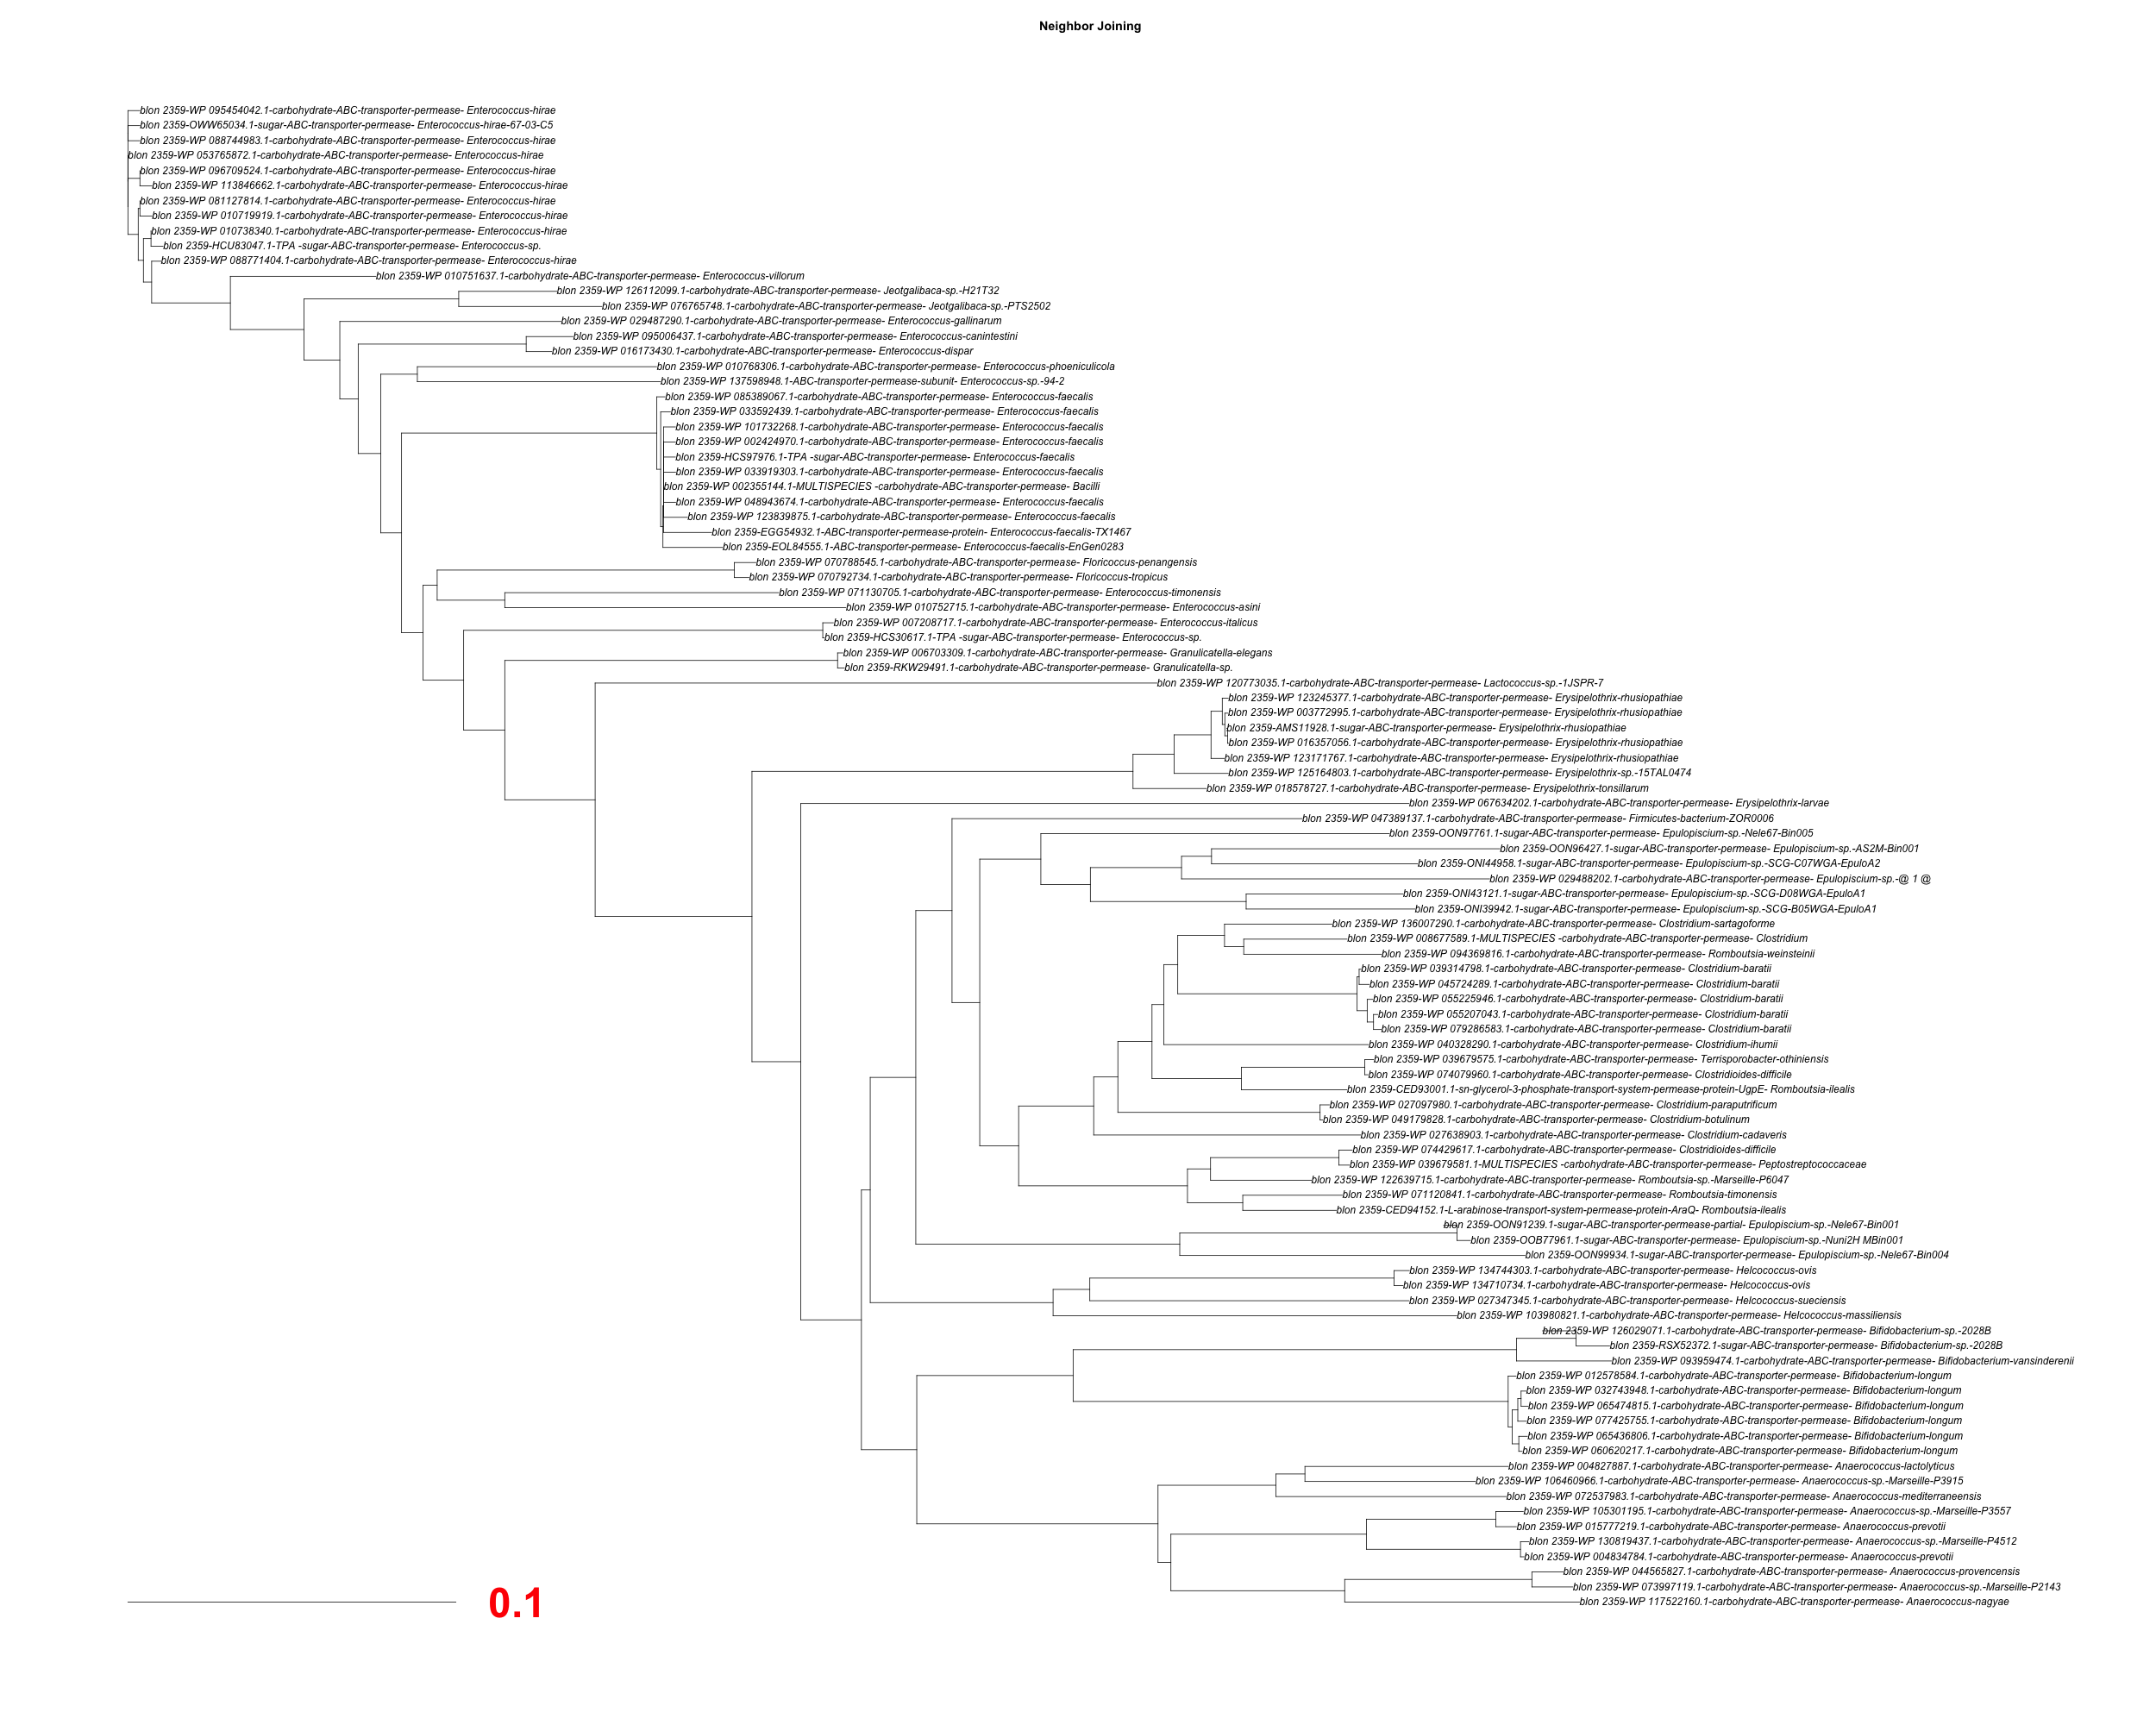 Neighbor Joining
blon 2359-WP 095454042.1-carbohydrate-ABC-transporter-permease- Enterococcus-hirae
blon 2359-OWW65034.1-sugar-ABC-transporter-permease- Enterococcus-hirae-67-03-C5
blon 2359-WP 088744983.1-carbohydrate-ABC-transporter-permease- Enterococcus-hirae
blon 2359-WP 053765872.1-carbohydrate-ABC-transporter-permease- Enterococcus-hirae
blon 2359-WP 096709524.1-carbohydrate-ABC-transporter-permease- Enterococcus-hirae
blon 2359-WP 113846662.1-carbohydrate-ABC-transporter-permease- Enterococcus-hirae
blon 2359-WP 081127814.1-carbohydrate-ABC-transporter-permease- Enterococcus-hirae
blon 2359-WP 010719919.1-carbohydrate-ABC-transporter-permease- Enterococcus-hirae
blon 2359-WP 010738340.1-carbohydrate-ABC-transporter-permease- Enterococcus-hirae
blon 2359-HCU83047.1-TPA -sugar-ABC-transporter-permease- Enterococcus-sp.
blon 2359-WP 088771404.1-carbohydrate-ABC-transporter-permease- Enterococcus-hirae
blon 2359-WP 010751637.1-carbohydrate-ABC-transporter-permease- Enterococcus-villorum
blon 2359-WP 126112099.1-carbohydrate-ABC-transporter-permease- Jeotgalibaca-sp.-H21T32
blon 2359-WP 076765748.1-carbohydrate-ABC-transporter-permease- Jeotgalibaca-sp.-PTS2502
blon 2359-WP 029487290.1-carbohydrate-ABC-transporter-permease- Enterococcus-gallinarum
blon 2359-WP 095006437.1-carbohydrate-ABC-transporter-permease- Enterococcus-canintestini
blon 2359-WP 016173430.1-carbohydrate-ABC-transporter-permease- Enterococcus-dispar
blon 2359-WP 010768306.1-carbohydrate-ABC-transporter-permease- Enterococcus-phoeniculicola
blon 2359-WP 137598948.1-ABC-transporter-permease-subunit- Enterococcus-sp.-94-2
blon 2359-WP 085389067.1-carbohydrate-ABC-transporter-permease- Enterococcus-faecalis
blon 2359-WP 033592439.1-carbohydrate-ABC-transporter-permease- Enterococcus-faecalis
blon 2359-WP 101732268.1-carbohydrate-ABC-transporter-permease- Enterococcus-faecalis
blon 2359-WP 002424970.1-carbohydrate-ABC-transporter-permease- Enterococcus-faecalis
blon 2359-HCS97976.1-TPA -sugar-ABC-transporter-permease- Enterococcus-faecalis
blon 2359-WP 033919303.1-carbohydrate-ABC-transporter-permease- Enterococcus-faecalis
blon 2359-WP 002355144.1-MULTISPECIES -carbohydrate-ABC-transporter-permease- Bacilli
blon 2359-WP 048943674.1-carbohydrate-ABC-transporter-permease- Enterococcus-faecalis
blon 2359-WP 123839875.1-carbohydrate-ABC-transporter-permease- Enterococcus-faecalis
blon 2359-EGG54932.1-ABC-transporter-permease-protein- Enterococcus-faecalis-TX1467
blon 2359-EOL84555.1-ABC-transporter-permease- Enterococcus-faecalis-EnGen0283
blon 2359-WP 070788545.1-carbohydrate-ABC-transporter-permease- Floricoccus-penangensis
blon 2359-WP 070792734.1-carbohydrate-ABC-transporter-permease- Floricoccus-tropicus
blon 2359-WP 071130705.1-carbohydrate-ABC-transporter-permease- Enterococcus-timonensis
blon 2359-WP 010752715.1-carbohydrate-ABC-transporter-permease- Enterococcus-asini
blon 2359-WP 007208717.1-carbohydrate-ABC-transporter-permease- Enterococcus-italicus
blon 2359-HCS30617.1-TPA -sugar-ABC-transporter-permease- Enterococcus-sp.
blon 2359-WP 006703309.1-carbohydrate-ABC-transporter-permease- Granulicatella-elegans
blon 2359-RKW29491.1-carbohydrate-ABC-transporter-permease- Granulicatella-sp.
blon 2359-WP 120773035.1-carbohydrate-ABC-transporter-permease- Lactococcus-sp.-1JSPR-7
blon 2359-WP 123245377.1-carbohydrate-ABC-transporter-permease- Erysipelothrix-rhusiopathiae
blon 2359-WP 003772995.1-carbohydrate-ABC-transporter-permease- Erysipelothrix-rhusiopathiae
blon 2359-AMS11928.1-sugar-ABC-transporter-permease- Erysipelothrix-rhusiopathiae
blon 2359-WP 016357056.1-carbohydrate-ABC-transporter-permease- Erysipelothrix-rhusiopathiae
blon 2359-WP 123171767.1-carbohydrate-ABC-transporter-permease- Erysipelothrix-rhusiopathiae
blon 2359-WP 125164803.1-carbohydrate-ABC-transporter-permease- Erysipelothrix-sp.-15TAL0474
blon 2359-WP 018578727.1-carbohydrate-ABC-transporter-permease- Erysipelothrix-tonsillarum
blon 2359-WP 067634202.1-carbohydrate-ABC-transporter-permease- Erysipelothrix-larvae
blon 2359-WP 047389137.1-carbohydrate-ABC-transporter-permease- Firmicutes-bacterium-ZOR0006
blon 2359-OON97761.1-sugar-ABC-transporter-permease- Epulopiscium-sp.-Nele67-Bin005
blon 2359-OON96427.1-sugar-ABC-transporter-permease- Epulopiscium-sp.-AS2M-Bin001
blon 2359-ONI44958.1-sugar-ABC-transporter-permease- Epulopiscium-sp.-SCG-C07WGA-EpuloA2
blon 2359-WP 029488202.1-carbohydrate-ABC-transporter-permease- Epulopiscium-sp.-@ 1 @
blon 2359-ONI43121.1-sugar-ABC-transporter-permease- Epulopiscium-sp.-SCG-D08WGA-EpuloA1
blon 2359-ONI39942.1-sugar-ABC-transporter-permease- Epulopiscium-sp.-SCG-B05WGA-EpuloA1
blon 2359-WP 136007290.1-carbohydrate-ABC-transporter-permease- Clostridium-sartagoforme
blon 2359-WP 008677589.1-MULTISPECIES -carbohydrate-ABC-transporter-permease- Clostridium
blon 2359-WP 094369816.1-carbohydrate-ABC-transporter-permease- Romboutsia-weinsteinii
blon 2359-WP 039314798.1-carbohydrate-ABC-transporter-permease- Clostridium-baratii
blon 2359-WP 045724289.1-carbohydrate-ABC-transporter-permease- Clostridium-baratii
blon 2359-WP 055225946.1-carbohydrate-ABC-transporter-permease- Clostridium-baratii
blon 2359-WP 055207043.1-carbohydrate-ABC-transporter-permease- Clostridium-baratii
blon 2359-WP 079286583.1-carbohydrate-ABC-transporter-permease- Clostridium-baratii
blon 2359-WP 040328290.1-carbohydrate-ABC-transporter-permease- Clostridium-ihumii
blon 2359-WP 039679575.1-carbohydrate-ABC-transporter-permease- Terrisporobacter-othiniensis
blon 2359-WP 074079960.1-carbohydrate-ABC-transporter-permease- Clostridioides-difficile
blon 2359-CED93001.1-sn-glycerol-3-phosphate-transport-system-permease-protein-UgpE- Romboutsia-ilealis
blon 2359-WP 027097980.1-carbohydrate-ABC-transporter-permease- Clostridium-paraputrificum
blon 2359-WP 049179828.1-carbohydrate-ABC-transporter-permease- Clostridium-botulinum
blon 2359-WP 027638903.1-carbohydrate-ABC-transporter-permease- Clostridium-cadaveris
blon 2359-WP 074429617.1-carbohydrate-ABC-transporter-permease- Clostridioides-difficile
blon 2359-WP 039679581.1-MULTISPECIES -carbohydrate-ABC-transporter-permease- Peptostreptococcaceae
blon 2359-WP 122639715.1-carbohydrate-ABC-transporter-permease- Romboutsia-sp.-Marseille-P6047
blon 2359-WP 071120841.1-carbohydrate-ABC-transporter-permease- Romboutsia-timonensis
blon 2359-CED94152.1-L-arabinose-transport-system-permease-protein-AraQ- Romboutsia-ilealis
blon 2359-OON91239.1-sugar-ABC-transporter-permease-partial- Epulopiscium-sp.-Nele67-Bin001
blon 2359-OOB77961.1-sugar-ABC-transporter-permease- Epulopiscium-sp.-Nuni2H MBin001
blon 2359-OON99934.1-sugar-ABC-transporter-permease- Epulopiscium-sp.-Nele67-Bin004
blon 2359-WP 134744303.1-carbohydrate-ABC-transporter-permease- Helcococcus-ovis
blon 2359-WP 134710734.1-carbohydrate-ABC-transporter-permease- Helcococcus-ovis
blon 2359-WP 027347345.1-carbohydrate-ABC-transporter-permease- Helcococcus-sueciensis
blon 2359-WP 103980821.1-carbohydrate-ABC-transporter-permease- Helcococcus-massiliensis
blon 2359-WP 126029071.1-carbohydrate-ABC-transporter-permease- Bifidobacterium-sp.-2028B
blon 2359-RSX52372.1-sugar-ABC-transporter-permease- Bifidobacterium-sp.-2028B
blon 2359-WP 093959474.1-carbohydrate-ABC-transporter-permease- Bifidobacterium-vansinderenii
blon 2359-WP 012578584.1-carbohydrate-ABC-transporter-permease- Bifidobacterium-longum
blon 2359-WP 032743948.1-carbohydrate-ABC-transporter-permease- Bifidobacterium-longum
blon 2359-WP 065474815.1-carbohydrate-ABC-transporter-permease- Bifidobacterium-longum
blon 2359-WP 077425755.1-carbohydrate-ABC-transporter-permease- Bifidobacterium-longum
blon 2359-WP 065436806.1-carbohydrate-ABC-transporter-permease- Bifidobacterium-longum
blon 2359-WP 060620217.1-carbohydrate-ABC-transporter-permease- Bifidobacterium-longum
blon 2359-WP 004827887.1-carbohydrate-ABC-transporter-permease- Anaerococcus-lactolyticus
blon 2359-WP 106460966.1-carbohydrate-ABC-transporter-permease- Anaerococcus-sp.-Marseille-P3915
blon 2359-WP 072537983.1-carbohydrate-ABC-transporter-permease- Anaerococcus-mediterraneensis
blon 2359-WP 105301195.1-carbohydrate-ABC-transporter-permease- Anaerococcus-sp.-Marseille-P3557
blon 2359-WP 015777219.1-carbohydrate-ABC-transporter-permease- Anaerococcus-prevotii
blon 2359-WP 130819437.1-carbohydrate-ABC-transporter-permease- Anaerococcus-sp.-Marseille-P4512
blon 2359-WP 004834784.1-carbohydrate-ABC-transporter-permease- Anaerococcus-prevotii
blon 2359-WP 044565827.1-carbohydrate-ABC-transporter-permease- Anaerococcus-provencensis
blon 2359-WP 073997119.1-carbohydrate-ABC-transporter-permease- Anaerococcus-sp.-Marseille-P2143
blon 2359-WP 117522160.1-carbohydrate-ABC-transporter-permease- Anaerococcus-nagyae
0.1